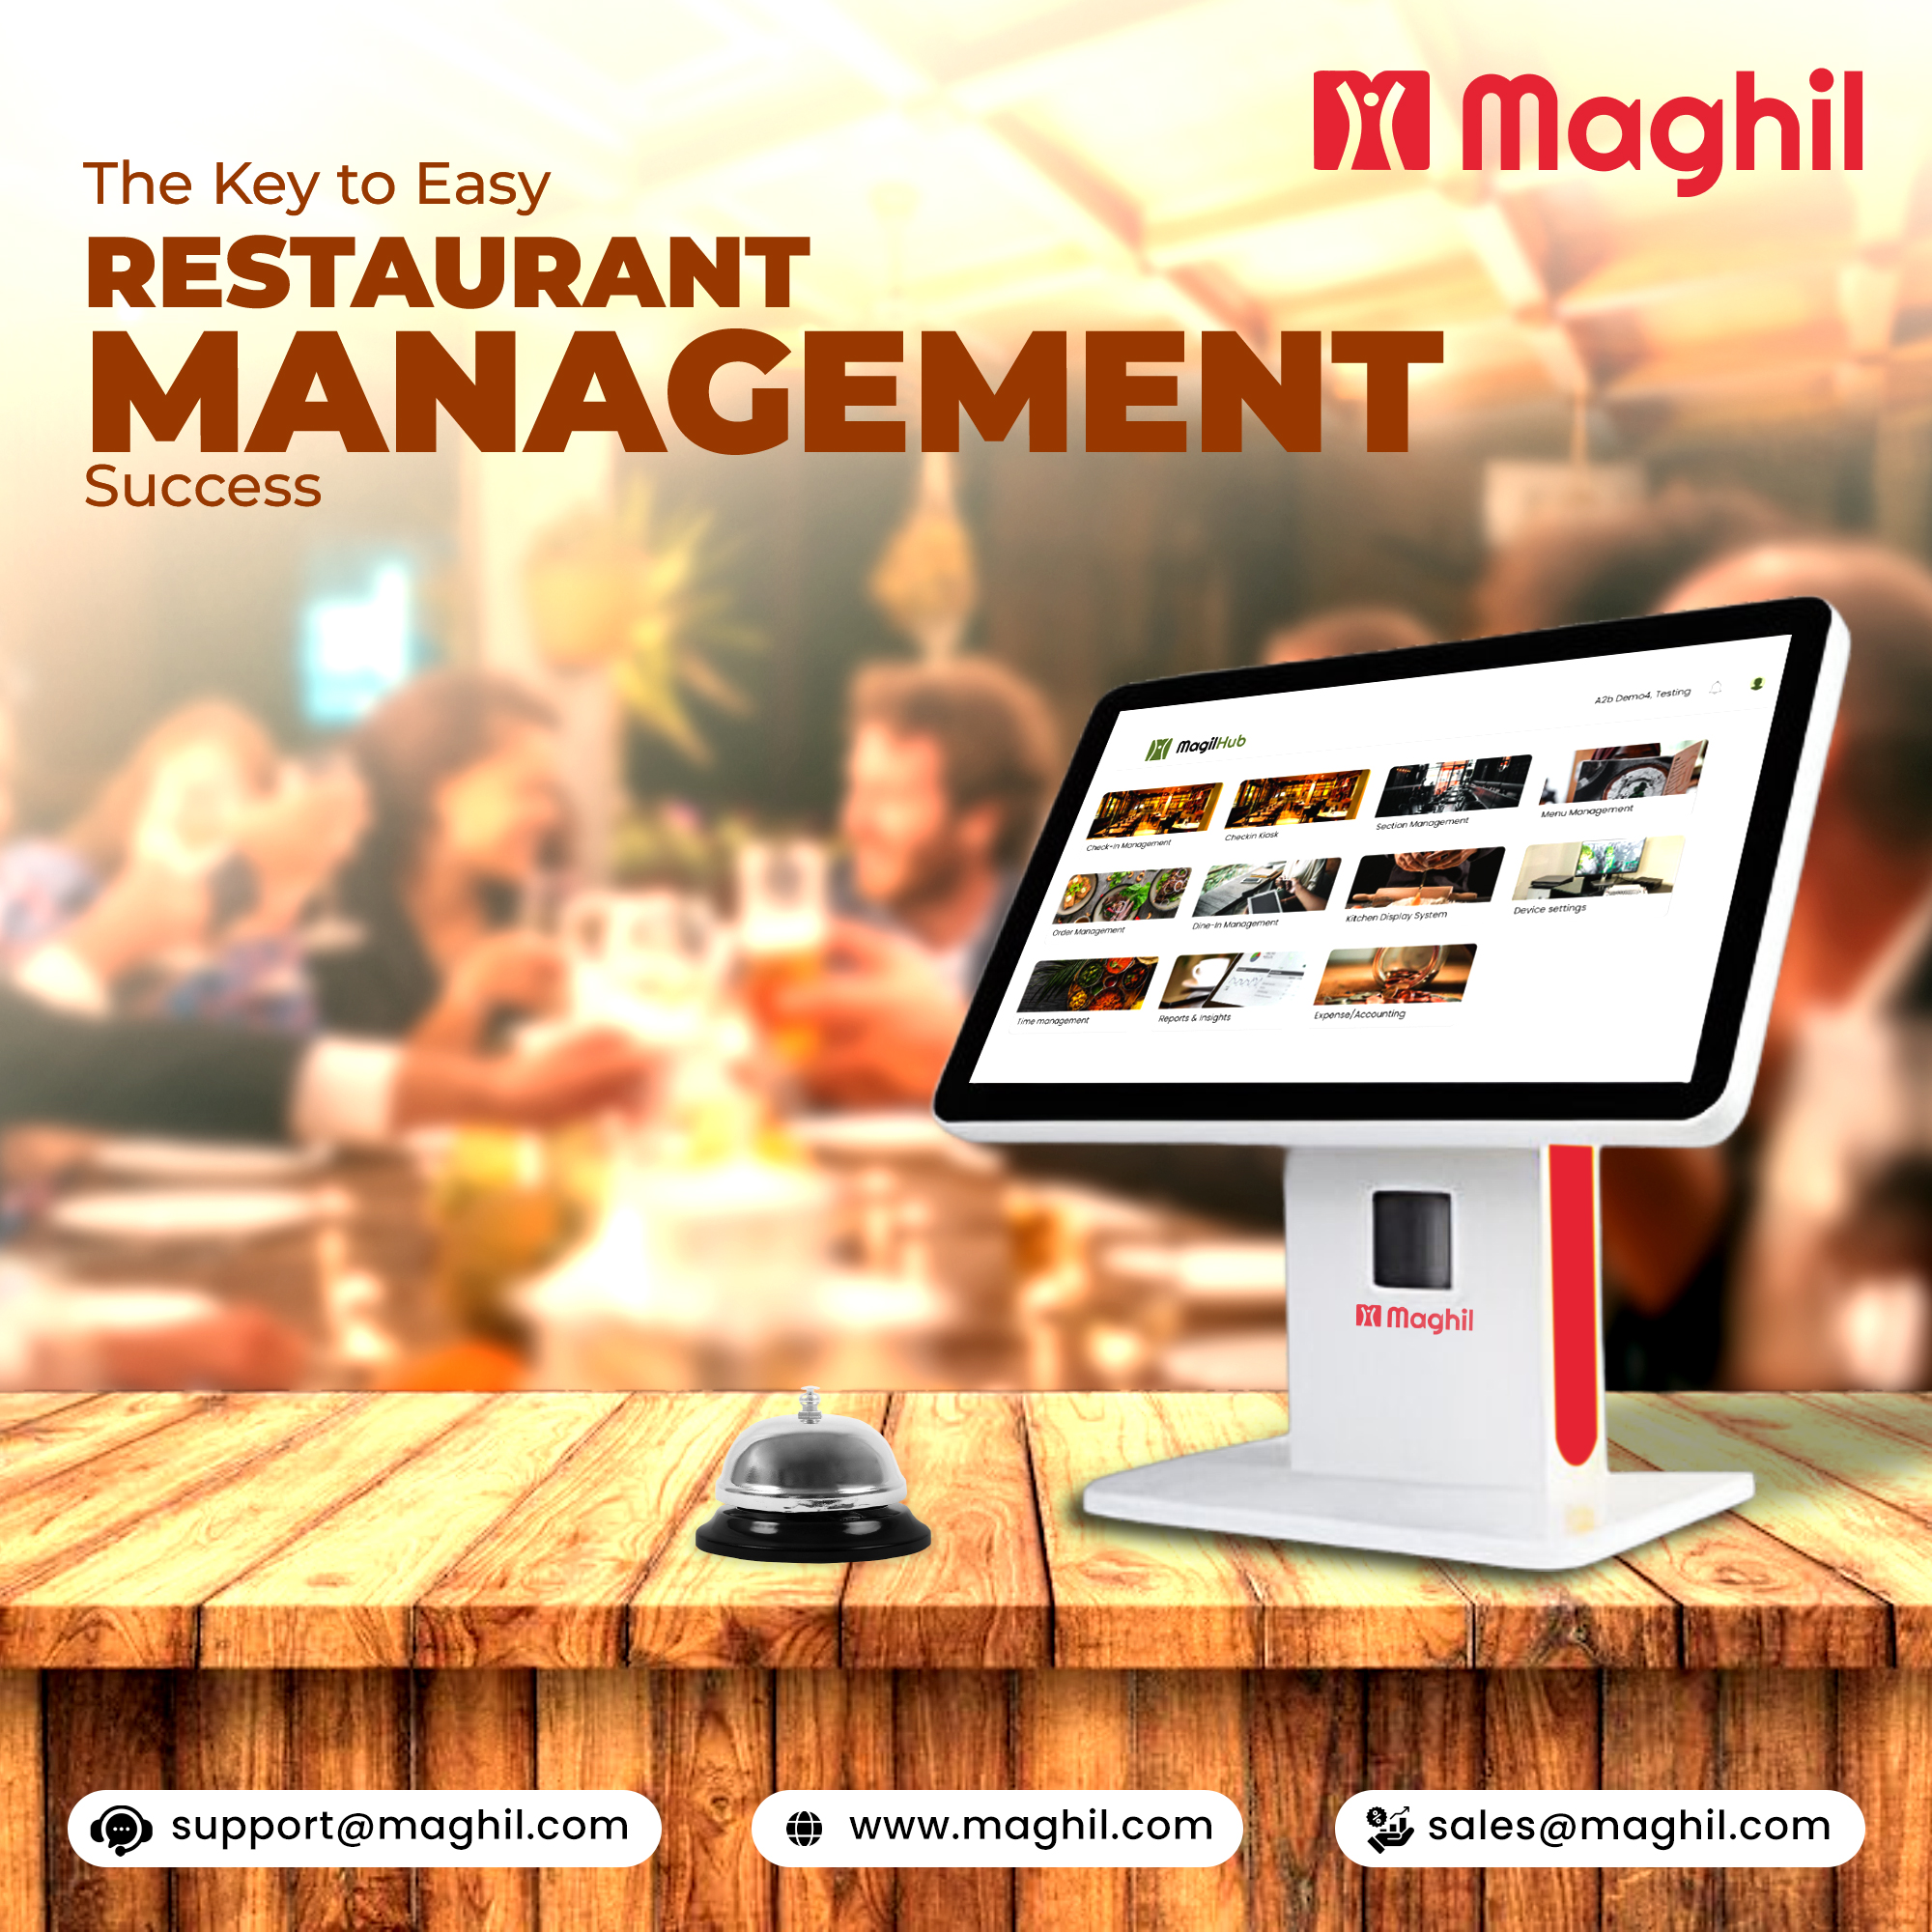 Maghil
The Key to Easy
RESTAURANT
MANAGEMENT
Success
A2b Demo4, Testing
MagilHub
Check-In Management
Checkin Kiosk
Section Management
Menu Management
Order Management
Dine-In Management
Kitchen Display System
Device settings
Time management
Reports & Insights
Expense/Accounting
Maghil
support@maghil.com
www.maghil.com
sales@maghil.com